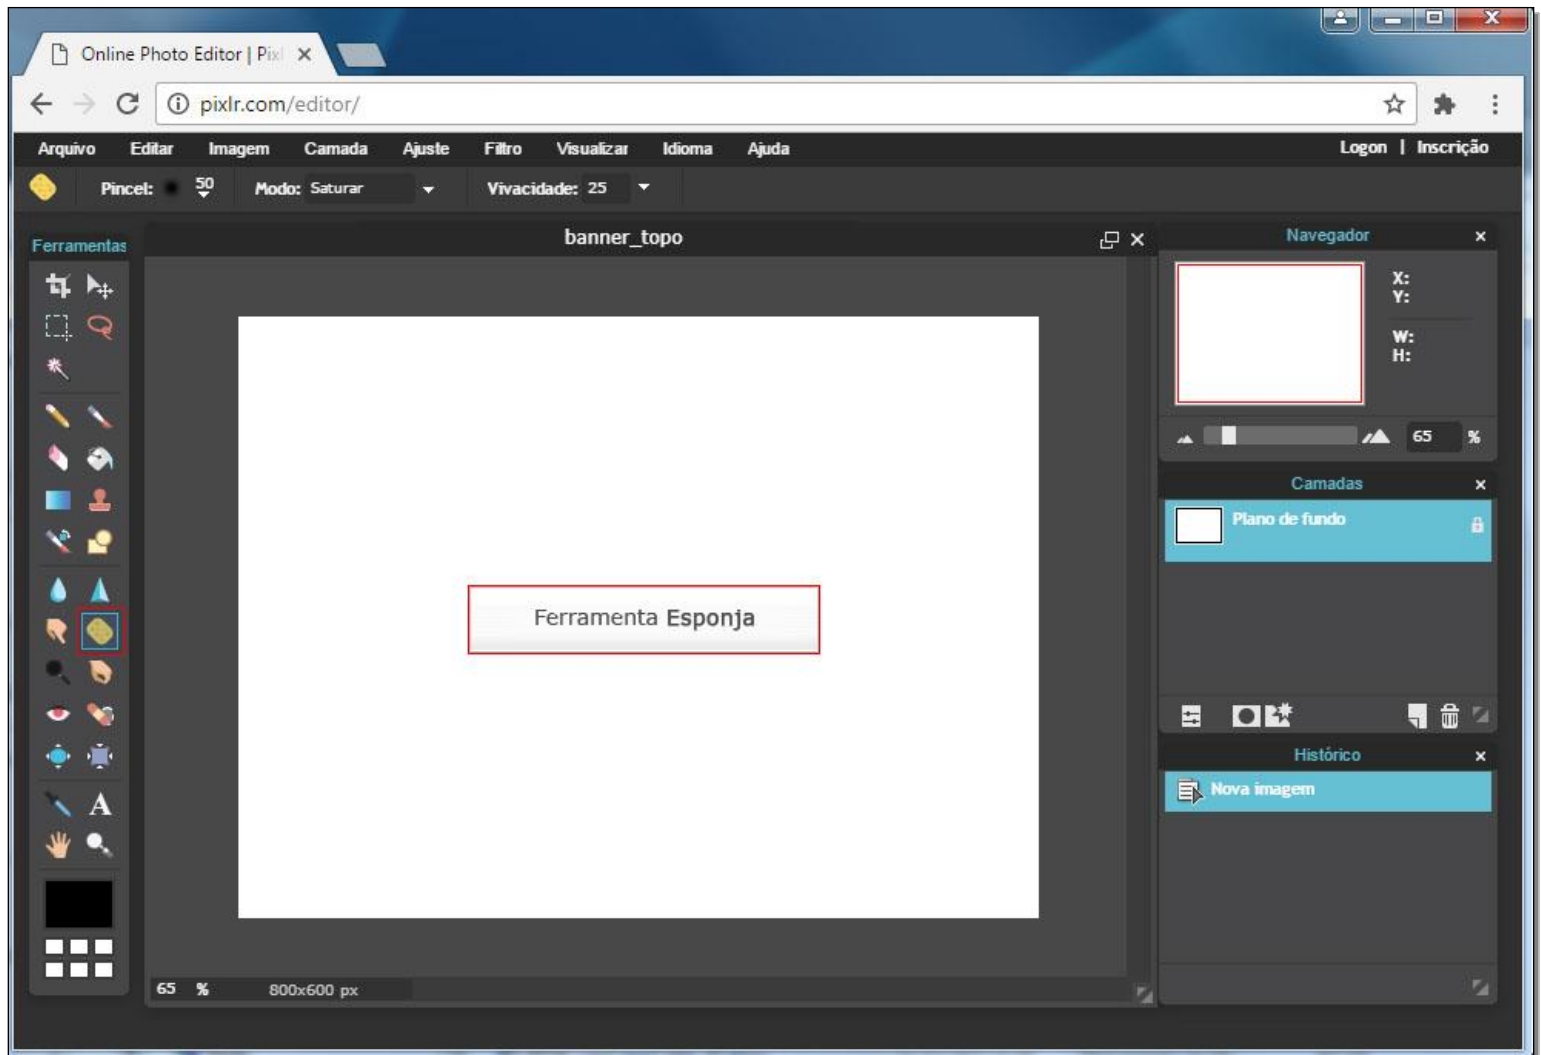 Online Photo Editor | Pixl
pixlr.com/editor/
Arquivo Editar Imagem Camada Ajuste Filtro Visualizar Idioma Ajuda Logon | Inscrição
Pincel: 50 Modo: Saturar Vivacidade: 25
Ferramentas
banner_topo
Navegador
X:
Y:
W:
H:
65 %
Camadas
Plano de fundo
Ferramenta Esponja
Histórico
Nova imagem
A
65 % 800x600 px